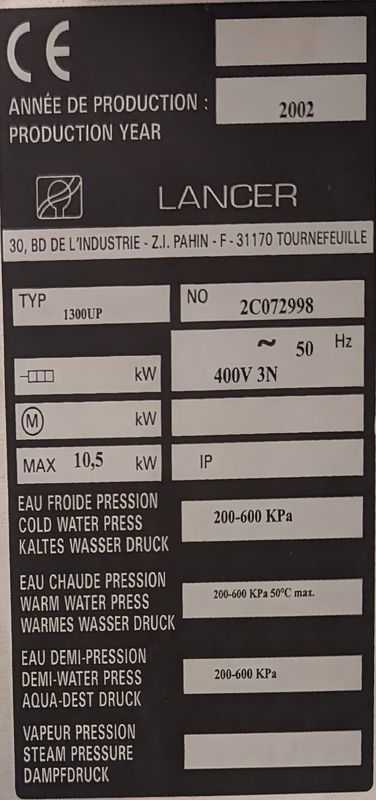 CE
ANNÉE DE PRODUCTION :
PRODUCTION YEAR
2002
LANCER
30, BD DE L'INDUSTRIE - Z.I. PAHIN - F - 31170 TOURNEFEUILLE
TYP 1300UP
NO 2C072998
~ 50 Hz
400V 3N
kW
M kW
MAX 10,5 kW
IP
EAU FROIDE PRESSION
COLD WATER PRESS
KALTES WASSER DRUCK
200-600 KPa
EAU CHAUDE PRESSION
WARM WATER PRESS
WARMES WASSER DRUCK
200-600 KPa 50°C max.
EAU DEMI-PRESSION
DEMI-WATER PRESS
AQUA-DEST DRUCK
200-600 KPa
VAPEUR PRESSION
STEAM PRESSURE
DAMPFDRUCK